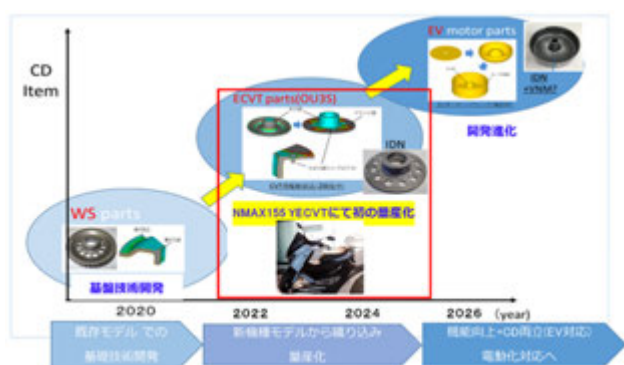 EV motor parts
CD
Item
IDN
+VNM?
ECVT parts(OU3S)
開発進化
IDN
WS parts
NMAX155 YECVTにて初の量産化
基盤技術開発
2020
2022
2024
2026
(year)
既存モデルでの
基礎技術開発
新機種モデルから織り込み
量産化
機能向上+CD両立(EV対応)
電動化対応へ